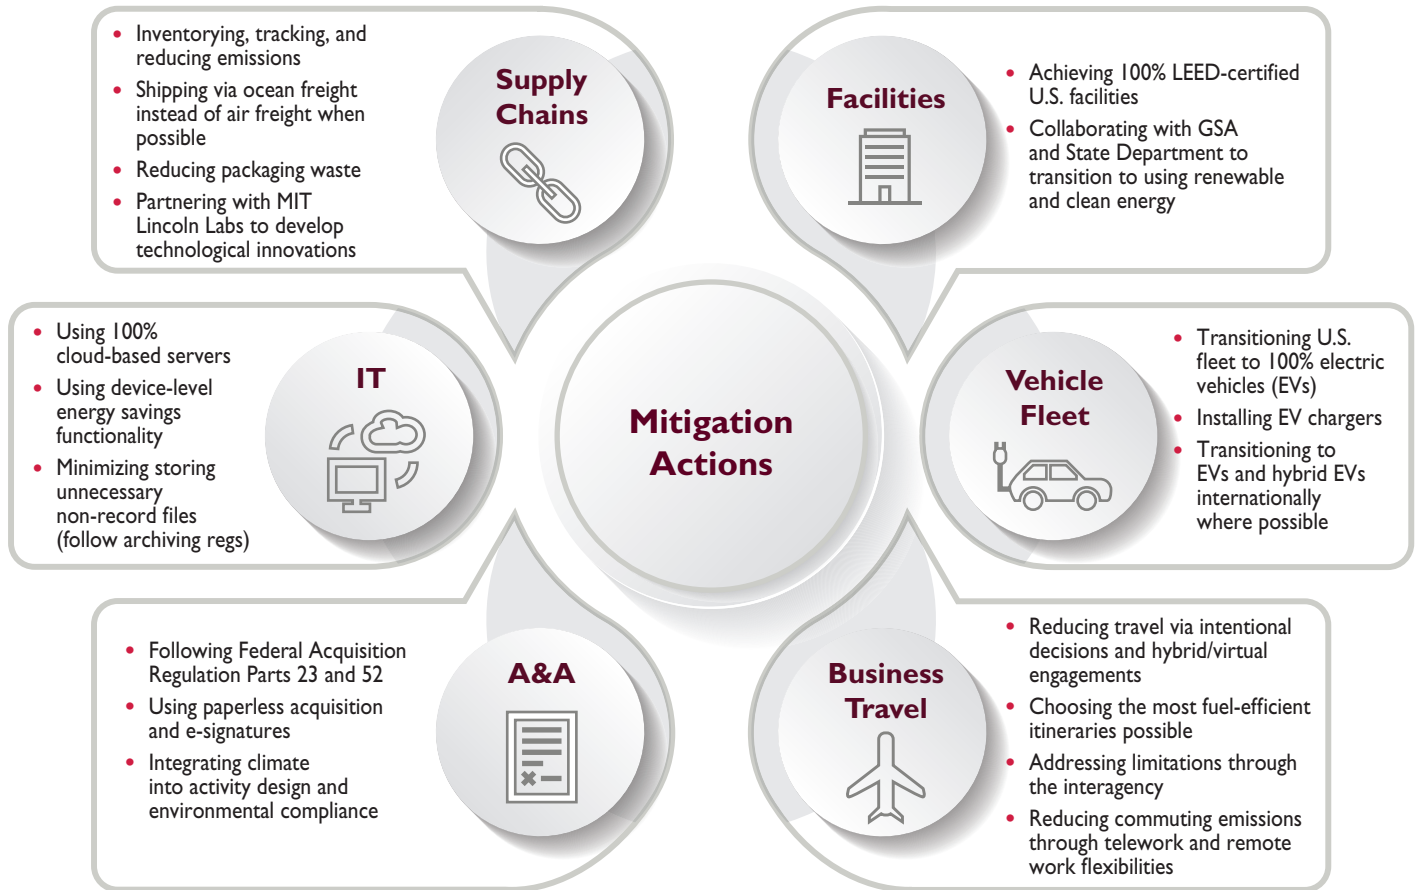 Mitigation
Actions
Supply
Chains
• Inventorying, tracking, and
reducing emissions
• Shipping via ocean freight
instead of air freight when
possible
• Reducing packaging waste
• Partnering with MIT
Lincoln Labs to develop
technological innovations
Facilities
• Achieving 100% LEED-certified
U.S. facilities
• Collaborating with GSA
and State Department to
transition to using renewable
and clean energy
IT
• Using 100%
cloud-based servers
• Using device-level
energy savings
functionality
• Minimizing storing
unnecessary
non-record files
(follow archiving regs)
Vehicle
Fleet
• Transitioning U.S.
fleet to 100% electric
vehicles (EVs)
• Installing EV chargers
• Transitioning to
EVs and hybrid EVs
internationally
where possible
A&A
• Following Federal Acquisition
Regulation Parts 23 and 52
• Using paperless acquisition
and e-signatures
• Integrating climate
into activity design and
environmental compliance
Business
Travel
• Reducing travel via intentional
decisions and hybrid/virtual
engagements
• Choosing the most fuel-efficient
itineraries possible
• Addressing limitations through
the interagency
• Reducing commuting emissions
through telework and remote
work flexibilities